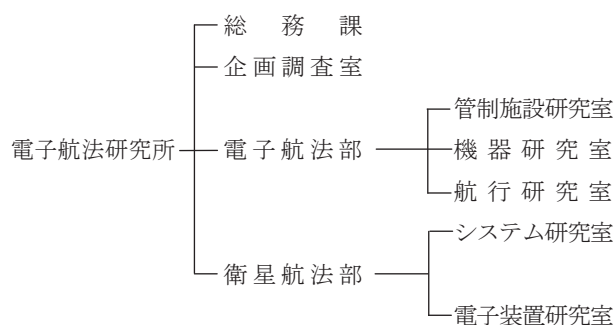 総務課
企画調査室
管制施設研究室
電子航法研究所
電子航法部
機器研究室
航行研究室
システム研究室
衛星航法部
電子装置研究室